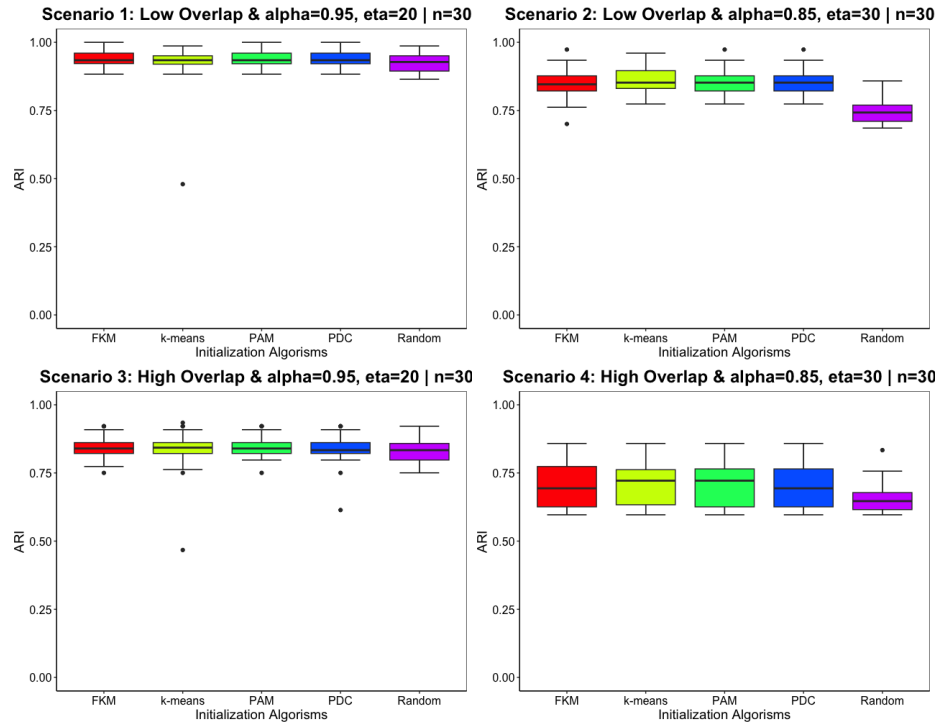 Scenario 1: Low Overlap & alpha=0.95, eta=20 | n=30
1.00
0.75
0.50
0.25
0.00
ARI
FKM k-means PAM PDC Random
Initialization Algorisms
Scenario 2: Low Overlap & alpha=0.85, eta=30 | n=30
1.00
0.75
0.50
0.25
0.00
ARI
FKM k-means PAM PDC Random
Initialization Algorisms
Scenario 3: High Overlap & alpha=0.95, eta=20 | n=30
1.00
0.75
0.50
0.25
0.00
ARI
FKM k-means PAM PDC Random
Initialization Algorisms
Scenario 4: High Overlap & alpha=0.85, eta=30 | n=30
1.00
0.75
0.50
0.25
0.00
ARI
FKM k-means PAM PDC Random
Initialization Algorisms